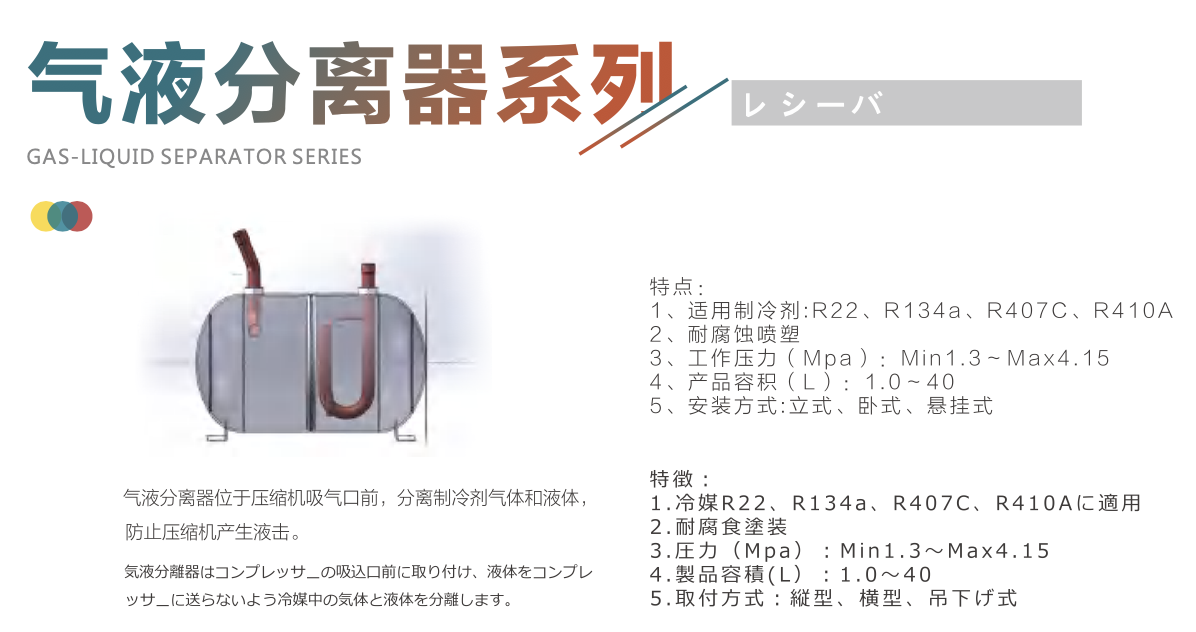 气液分离器系列
レシーバ
GAS-LIQUID SEPARATOR SERIES
特点:
1、适用制冷剂:R22、R134a、R407C、R410A
2、耐腐蚀喷塑
3、工作压力(Mpa): Min1.3~Max4.15
4、产品容积(L): 1.0~40
5、安装方式:立式、卧式、悬挂式
气液分离器位于压缩机吸气口前，分离制冷剂气体和液体，
防止压缩机产生液击。
気液分離器はコンプレッサ_の吸込口前に取り付け、液体をコンプレ
ッサ_に送らないよう冷媒中の気体と液体を分離します。
特徴：
1.冷媒R22、R134a、R407C、R410Aに適用
2.耐腐食塗装
3.圧力（Mpa）：Min1.3～Max4.15
4.製品容積(L）：1.0～40
5.取付方式：縦型、横型、吊下げ式